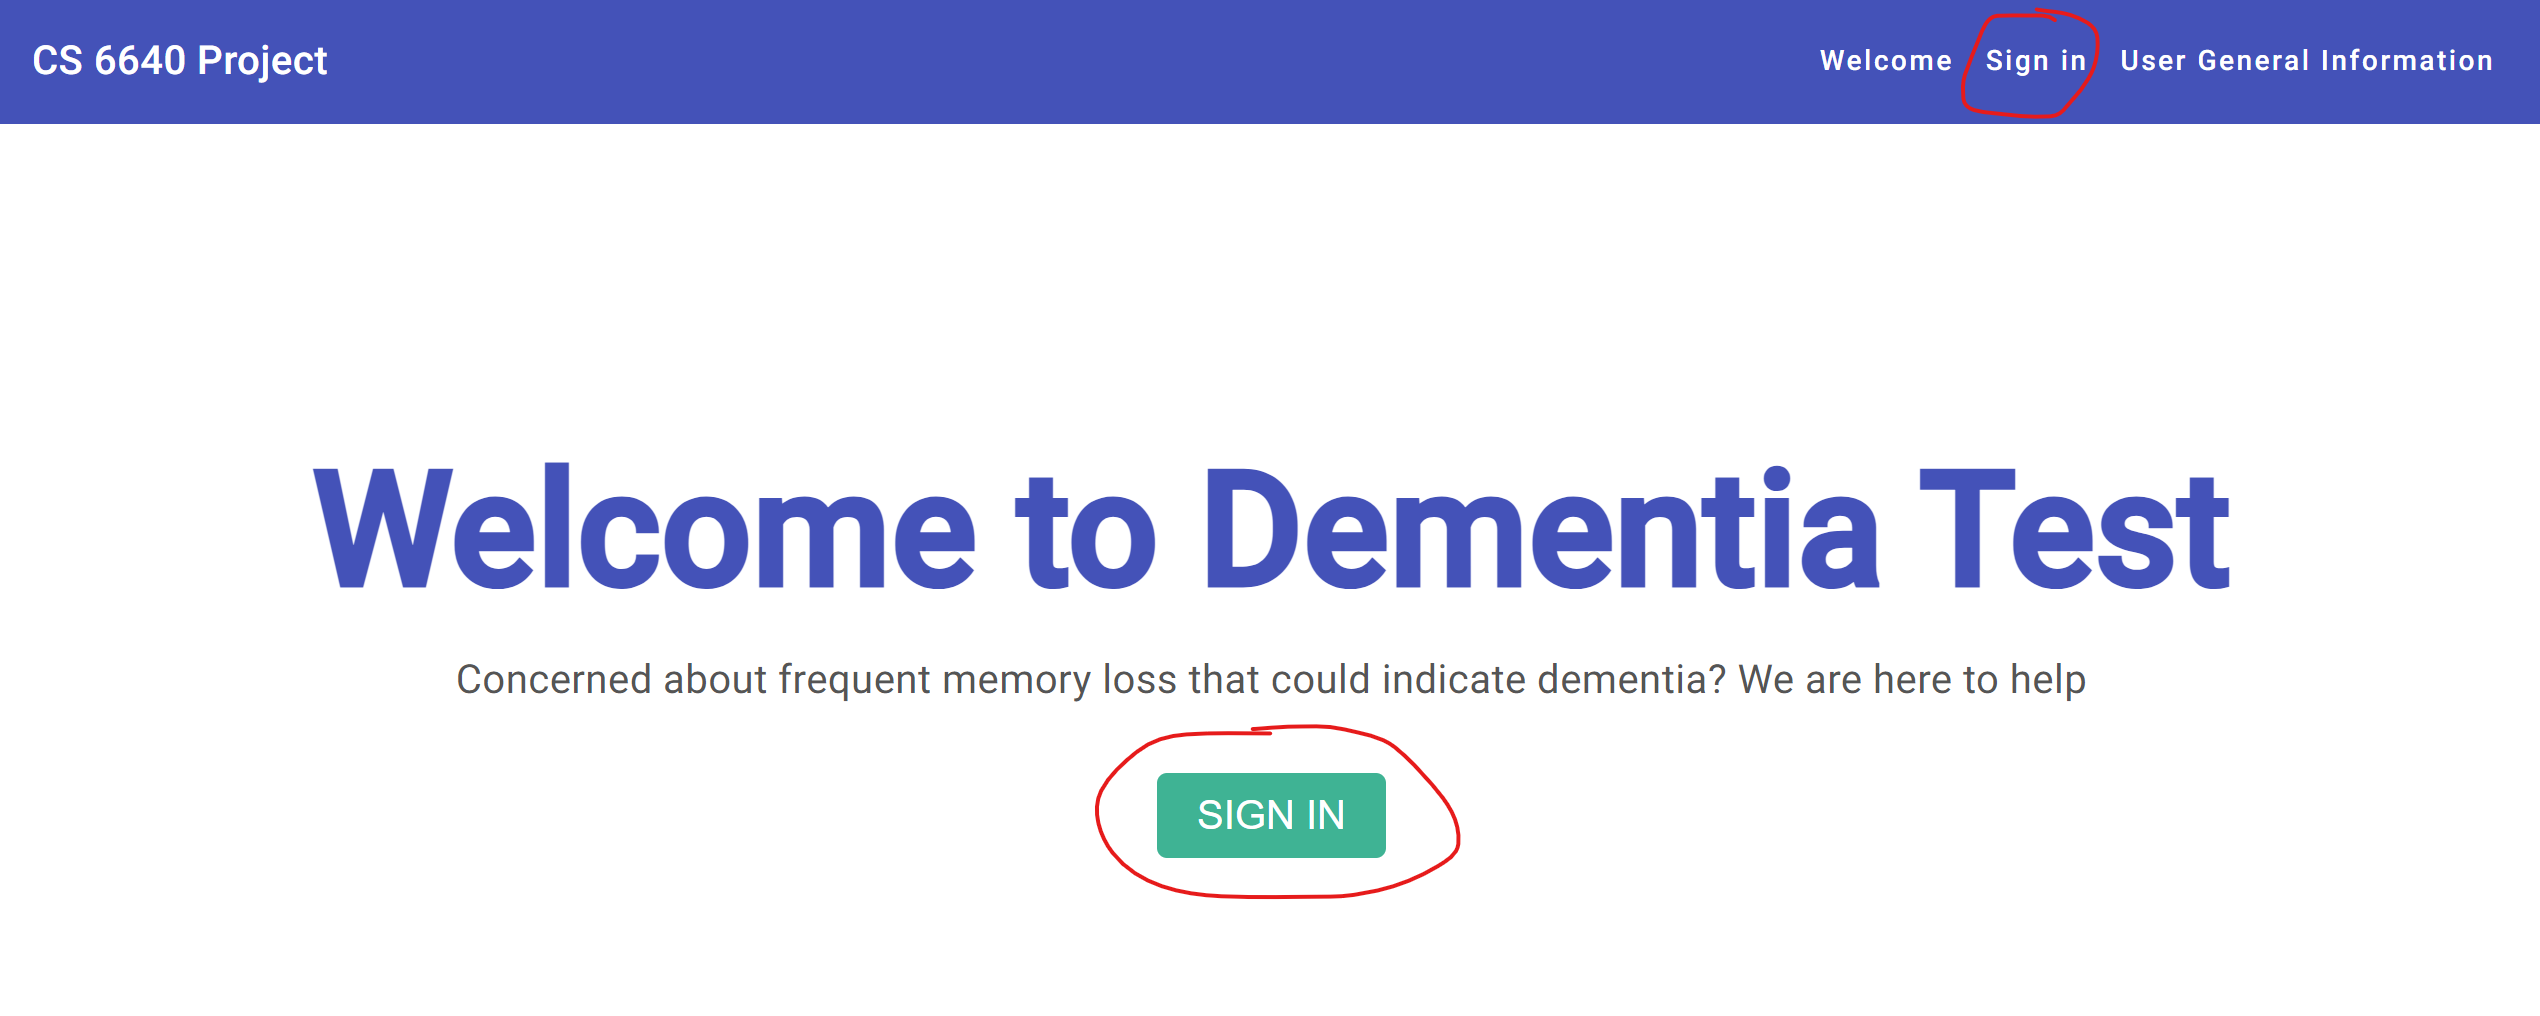 CS 6640 Project
Welcome Sign in User General Information
Welcome to Dementia Test
Concerned about frequent memory loss that could indicate dementia? We are here to help
SIGN IN